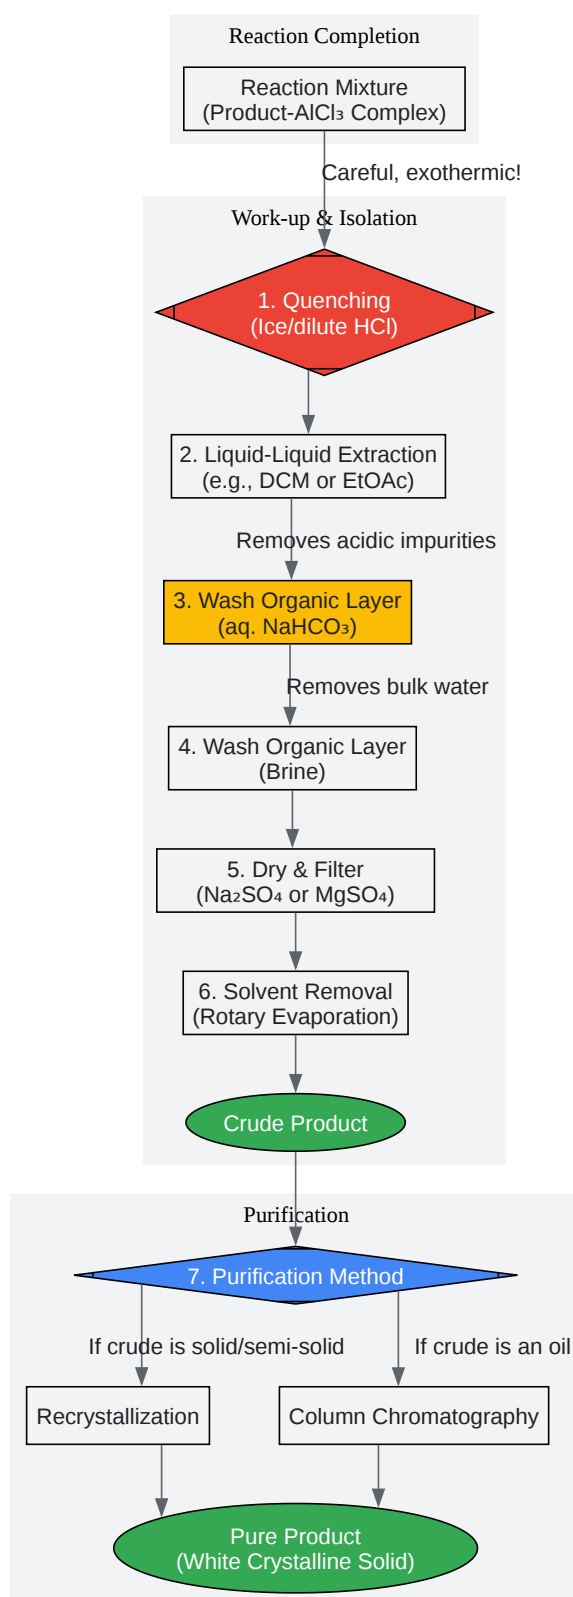 Reaction Completion
Reaction Mixture
(Product-AlCl₃ Complex)
Careful, exothermic!
Work-up & Isolation
1. Quenching
(Ice/dilute HCl)
2. Liquid-Liquid Extraction
(e.g., DCM or EtOAc)
Removes acidic impurities
3. Wash Organic Layer
(aq. NaHCO₃)
Removes bulk water
4. Wash Organic Layer
(Brine)
5. Dry & Filter
(Na₂SO₄ or MgSO₄)
6. Solvent Removal
(Rotary Evaporation)
Crude Product
Purification
7. Purification Method
If crude is solid/semi-solid
If crude is an oil
Recrystallization
Column Chromatography
Pure Product
(White Crystalline Solid)